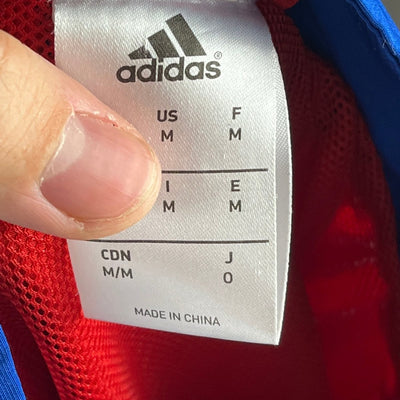 adidas
US F
M M
I E
M M
CDN J
M/M O
MADE IN CHINA